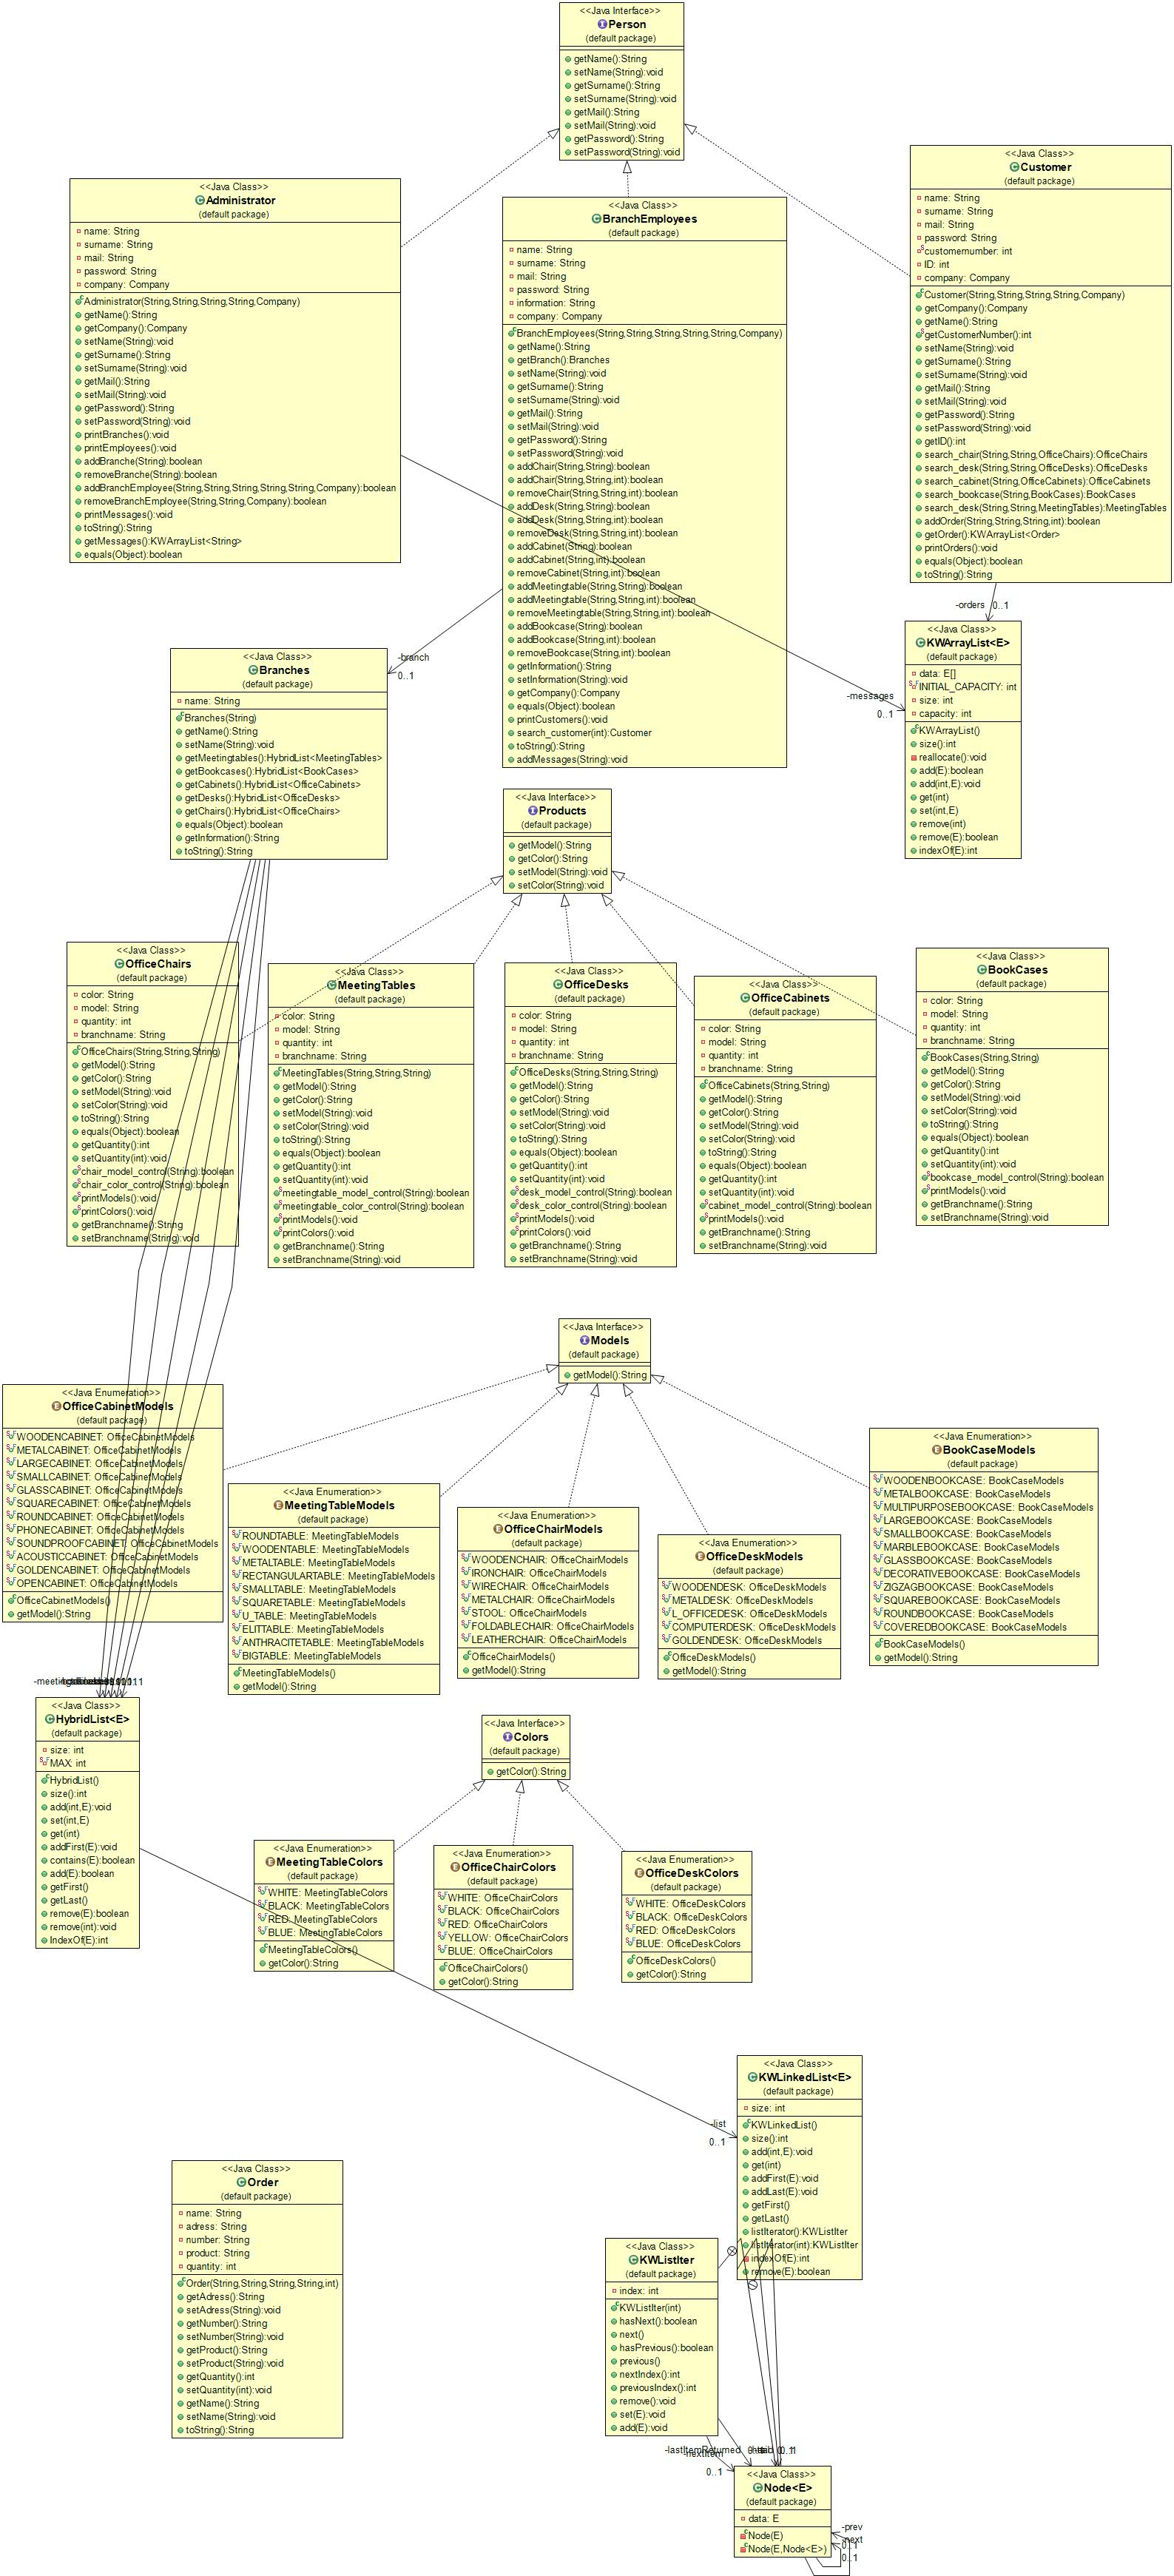 <<Java Interface>>
Person
(default package)
getName():String
setName(String):void
getSurname():String
setSurname(String):void
getMail():String
setMail(String):void
getPassword():String
setPassword(String):void
<<Java Class>>
Administrator
(default package)
name: String
surname: String
mail: String
password: String
company: Company
Administrator(String,String,String,String,Company)
getName():String
getCompany():Company
setName(String):void
getSurname():String
setSurname(String):void
getMail():String
setMail(String):void
getPassword():String
setPassword(String):void
printBranches():void
printEmployees():void
addBranche(String):boolean
removeBranche(String):boolean
addBranchEmployee(String,String,String,String,String,Company):boolean
removeBranchEmployee(String,String,Company):boolean
printMessages():void
toString():String
getMessages():KWArrayList<String>
equals(Object):boolean
<<Java Class>>
BranchEmployees
(default package)
name: String
surname: String
mail: String
password: String
information: String
company: Company
BranchEmployees(String,String,String,String,String,Company)
getName():String
getBranch():Branches
setName(String):void
getSurname():String
setSurname(String):void
getMail():String
setMail(String):void
getPassword():String
setPassword(String):void
addChair(String,String):boolean
addChair(String,String,int):boolean
removeChair(String,String,int):boolean
addDesk(String,String):boolean
addDesk(String,String,int):boolean
removeDesk(String,String,int):boolean
addCabinet(String):boolean
addCabinet(String,int):boolean
removeCabinet(String,int):boolean
addMeetingtable(String,String):boolean
addMeetingtable(String,String,int):boolean
removeMeetingtable(String,String,int):boolean
addBookcase(String):boolean
addBookcase(String,int):boolean
removeBookcase(String,int):boolean
getInformation():String
setInformation(String):void
getCompany():Company
equals(Object):boolean
printCustomers():void
search_customer(int):Customer
toString():String
addMessages(String):void
<<Java Class>>
Customer
(default package)
name: String
surname: String
mail: String
password: String
customernumber: int
ID: int
company: Company
Customer(String,String,String,String,Company)
getCompany():Company
getName():String
getCustomerNumber():int
setName(String):void
getSurname():String
setSurname(String):void
getMail():String
setMail(String):void
getPassword():String
setPassword(String):void
getID():int
search_chair(String,String,OfficeChairs):OfficeChairs
search_desk(String,String,OfficeDesks):OfficeDesks
search_cabinet(String,OfficeCabinets):OfficeCabinets
search_bookcase(String,BookCases):BookCases
search_desk(String,String,MeetingTables):MeetingTables
addOrder(String,String,String,int):boolean
getOrder():KWArrayList<Order>
printOrders():void
equals(Object):boolean
toString():String
-orders 0..1
<<Java Class>>
KWArrayList<E>
(default package)
data: E[]
INITIAL_CAPACITY: int
size: int
capacity: int
KWArrayList()
size():int
reallocate():void
add(E):boolean
add(int,E):void
get(int)
set(int,E)
remove(int)
remove(E):boolean
indexOf(E):int
-messages
0..1
-branch
0..1
<<Java Class>>
Branches
(default package)
name: String
Branches(String)
getName():String
setName(String):void
getMeetingtables():HybridList<MeetingTables>
getBookcases():HybridList<BookCases>
getCabinets():HybridList<OfficeCabinets>
getDesks():HybridList<OfficeDesks>
getChairs():HybridList<OfficeChairs>
equals(Object):boolean
getInformation():String
toString():String
<<Java Interface>>
Products
(default package)
getModel():String
getColor():String
setModel(String):void
setColor(String):void
<<Java Class>>
OfficeChairs
(default package)
color: String
model: String
quantity: int
branchname: String
OfficeChairs(String,String,String)
getModel():String
getColor():String
setModel(String):void
setColor(String):void
toString():String
equals(Object):boolean
getQuantity():int
setQuantity(int):void
chair_model_control(String):boolean
chair_color_control(String):boolean
printModels():void
printColors():void
getBranchname():String
setBranchname(String):void
<<Java Class>>
MeetingTables
(default package)
color: String
model: String
quantity: int
branchname: String
MeetingTables(String,String,String)
getModel():String
getColor():String
setModel(String):void
setColor(String):void
toString():String
equals(Object):boolean
getQuantity():int
setQuantity(int):void
meetingtable_model_control(String):boolean
meetingtable_color_control(String):boolean
printModels():void
printColors():void
getBranchname():String
setBranchname(String):void
<<Java Class>>
OfficeDesks
(default package)
color: String
model: String
quantity: int
branchname: String
OfficeDesks(String,String,String)
getModel():String
getColor():String
setModel(String):void
setColor(String):void
toString():String
equals(Object):boolean
getQuantity():int
setQuantity(int):void
desk_model_control(String):boolean
desk_color_control(String):boolean
printModels():void
printColors():void
getBranchname():String
setBranchname(String):void
<<Java Class>>
OfficeCabinets
(default package)
color: String
model: String
quantity: int
branchname: String
OfficeCabinets(String,String)
getModel():String
getColor():String
setModel(String):void
setColor(String):void
toString():String
equals(Object):boolean
getQuantity():int
setQuantity(int):void
cabinet_model_control(String):boolean
printModels():void
getBranchname():String
setBranchname(String):void
<<Java Class>>
BookCases
(default package)
color: String
model: String
quantity: int
branchname: String
BookCases(String,String)
getModel():String
getColor():String
setModel(String):void
setColor(String):void
toString():String
equals(Object):boolean
getQuantity():int
setQuantity(int):void
bookcase_model_control(String):boolean
printModels():void
getBranchname():String
setBranchname(String):void
<<Java Interface>>
Models
(default package)
getModel():String
<<Java Enumeration>>
OfficeCabinetModels
(default package)
WOODENCABINET: OfficeCabinetModels
METALCABINET: OfficeCabinetModels
LARGECABINET: OfficeCabinetModels
SMALLCABINET: OfficeCabinetModels
GLASSCABINET: OfficeCabinetModels
SQUARECABINET: OfficeCabinetModels
ROUNDCABINET: OfficeCabinetModels
PHONECABINET: OfficeCabinetModels
SOUNDPROOFCABINET: OfficeCabinetModels
ACOUSTICCABINET: OfficeCabinetModels
GOLDENCABINET: OfficeCabinetModels
OPENCABINET: OfficeCabinetModels
OfficeCabinetModels()
getModel():String
<<Java Enumeration>>
MeetingTableModels
(default package)
ROUNDTABLE: MeetingTableModels
WOODENTABLE: MeetingTableModels
METALTABLE: MeetingTableModels
RECTANGULARTABLE: MeetingTableModels
SMALLTABLE: MeetingTableModels
SQUARETABLE: MeetingTableModels
U_TABLE: MeetingTableModels
ELITTABLE: MeetingTableModels
ANTHRACITETABLE: MeetingTableModels
BIGTABLE: MeetingTableModels
MeetingTableModels()
getModel():String
<<Java Enumeration>>
OfficeChairModels
(default package)
WOODENCHAIR: OfficeChairModels
IRONCHAIR: OfficeChairModels
WIRECHAIR: OfficeChairModels
METALCHAIR: OfficeChairModels
STOOL: OfficeChairModels
FOLDABLECHAIR: OfficeChairModels
LEATHERCHAIR: OfficeChairModels
OfficeChairModels()
getModel():String
<<Java Enumeration>>
OfficeDeskModels
(default package)
WOODENDESK: OfficeDeskModels
METALDESK: OfficeDeskModels
L_OFFICEDESK: OfficeDeskModels
COMPUTERDESK: OfficeDeskModels
GOLDENDESK: OfficeDeskModels
OfficeDeskModels()
getModel():String
<<Java Enumeration>>
BookCaseModels
(default package)
WOODENBOOKCASE: BookCaseModels
METALBOOKCASE: BookCaseModels
MULTIPURPOSEBOOKCASE: BookCaseModels
LARGEBOOKCASE: BookCaseModels
SMALLBOOKCASE: BookCaseModels
MARBLEBOOKCASE: BookCaseModels
GLASSBOOKCASE: BookCaseModels
DECORATIVEBOOKCASE: BookCaseModels
ZIGZAGBOOKCASE: BookCaseModels
SQUAREBOOKCASE: BookCaseModels
ROUNDBOOKCASE: BookCaseModels
COVEREDBOOKCASE: BookCaseModels
BookCaseModels()
getModel():String
<<Java Class>>
HybridList<E>
(default package)
size: int
MAX: int
HybridList()
size():int
add(int,E):void
set(int,E)
get(int)
addFirst(E):void
contains(E):boolean
add(E):boolean
getFirst()
getLast()
remove(E):boolean
remove(int):void
IndexOf(E):int
<<Java Interface>>
Colors
(default package)
getColor():String
<<Java Enumeration>>
MeetingTableColors
(default package)
WHITE: MeetingTableColors
BLACK: MeetingTableColors
RED: MeetingTableColors
BLUE: MeetingTableColors
MeetingTableColors()
getColor():String
<<Java Enumeration>>
OfficeChairColors
(default package)
WHITE: OfficeChairColors
BLACK: OfficeChairColors
RED: OfficeChairColors
YELLOW: OfficeChairColors
BLUE: OfficeChairColors
OfficeChairColors()
getColor():String
<<Java Enumeration>>
OfficeDeskColors
(default package)
WHITE: OfficeDeskColors
BLACK: OfficeDeskColors
RED: OfficeDeskColors
BLUE: OfficeDeskColors
OfficeDeskColors()
getColor():String
-list
0..1
<<Java Class>>
KWLinkedList<E>
(default package)
size: int
KWLinkedList()
size():int
add(int,E):void
get(int)
addFirst(E):void
addLast(E):void
getFirst()
getLast()
listIterator():KWListIter
listIterator(int):KWListIter
indexOf(E):int
remove(E):boolean
<<Java Class>>
Order
(default package)
name: String
adress: String
number: String
product: String
quantity: int
Order(String,String,String,String,int)
getAdress():String
setAdress(String):void
getNumber():String
setNumber(String):void
getProduct():String
setProduct(String):void
getQuantity():int
setQuantity(int):void
getName():String
setName(String):void
toString():String
<<Java Class>>
KWListIter
(default package)
index: int
KWListIter(int)
hasNext():boolean
next()
hasPrevious():boolean
previous()
nextIndex():int
previousIndex():int
remove():void
set(E):void
add(E):void
-lastItemReturned
-nextItem
0..1
<<Java Class>>
Node<E>
(default package)
data: E
Node(E)
Node(E,Node<E>)
-prev
-next
0..1
0..1